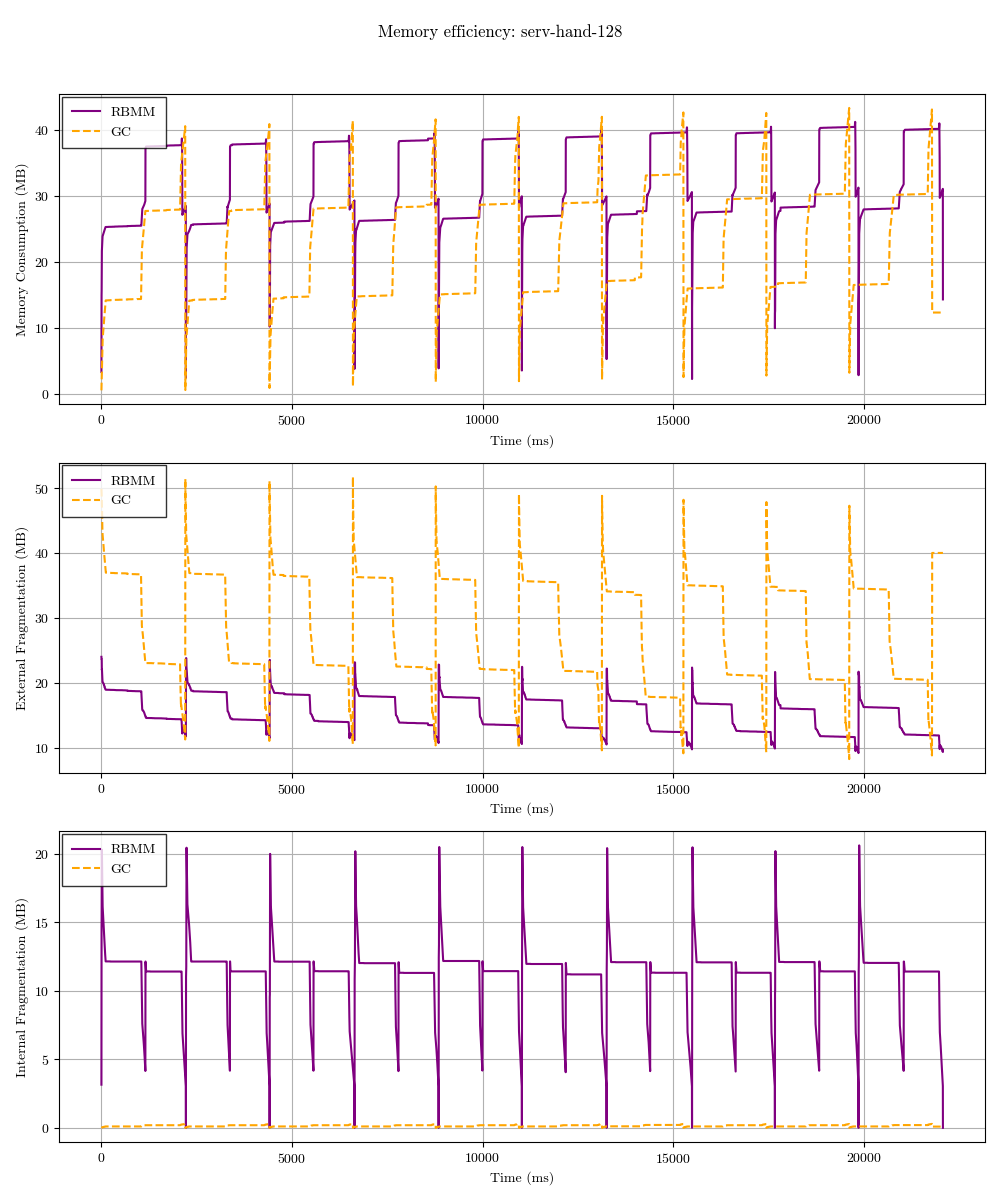 Memory efficiency: serv-hand-128
RBMM
GC
Memory Consumption (MB)
40
30
20
10
0
0 5000 10000 15000 20000
Time (ms)
RBMM
GC
External Fragmentation (MB)
50
40
30
20
10
0 5000 10000 15000 20000
Time (ms)
RBMM
GC
Internal Fragmentation (MB)
20
15
10
5
0
0 5000 10000 15000 20000
Time (ms)